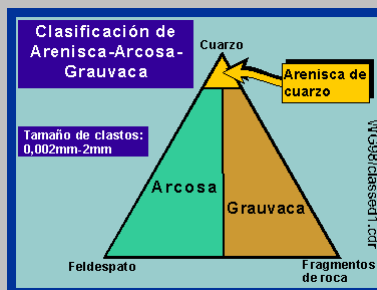 Clasificación de
Arenisca-Arcosa-
Grauvaca
Cuarzo
Arenisca de
cuarzo
Tamaño de clastos:
0,002mm-2mm
Arcosa
Grauvaca
Feldespato
Fragmentos
de roca
WG98/classed1.cdr